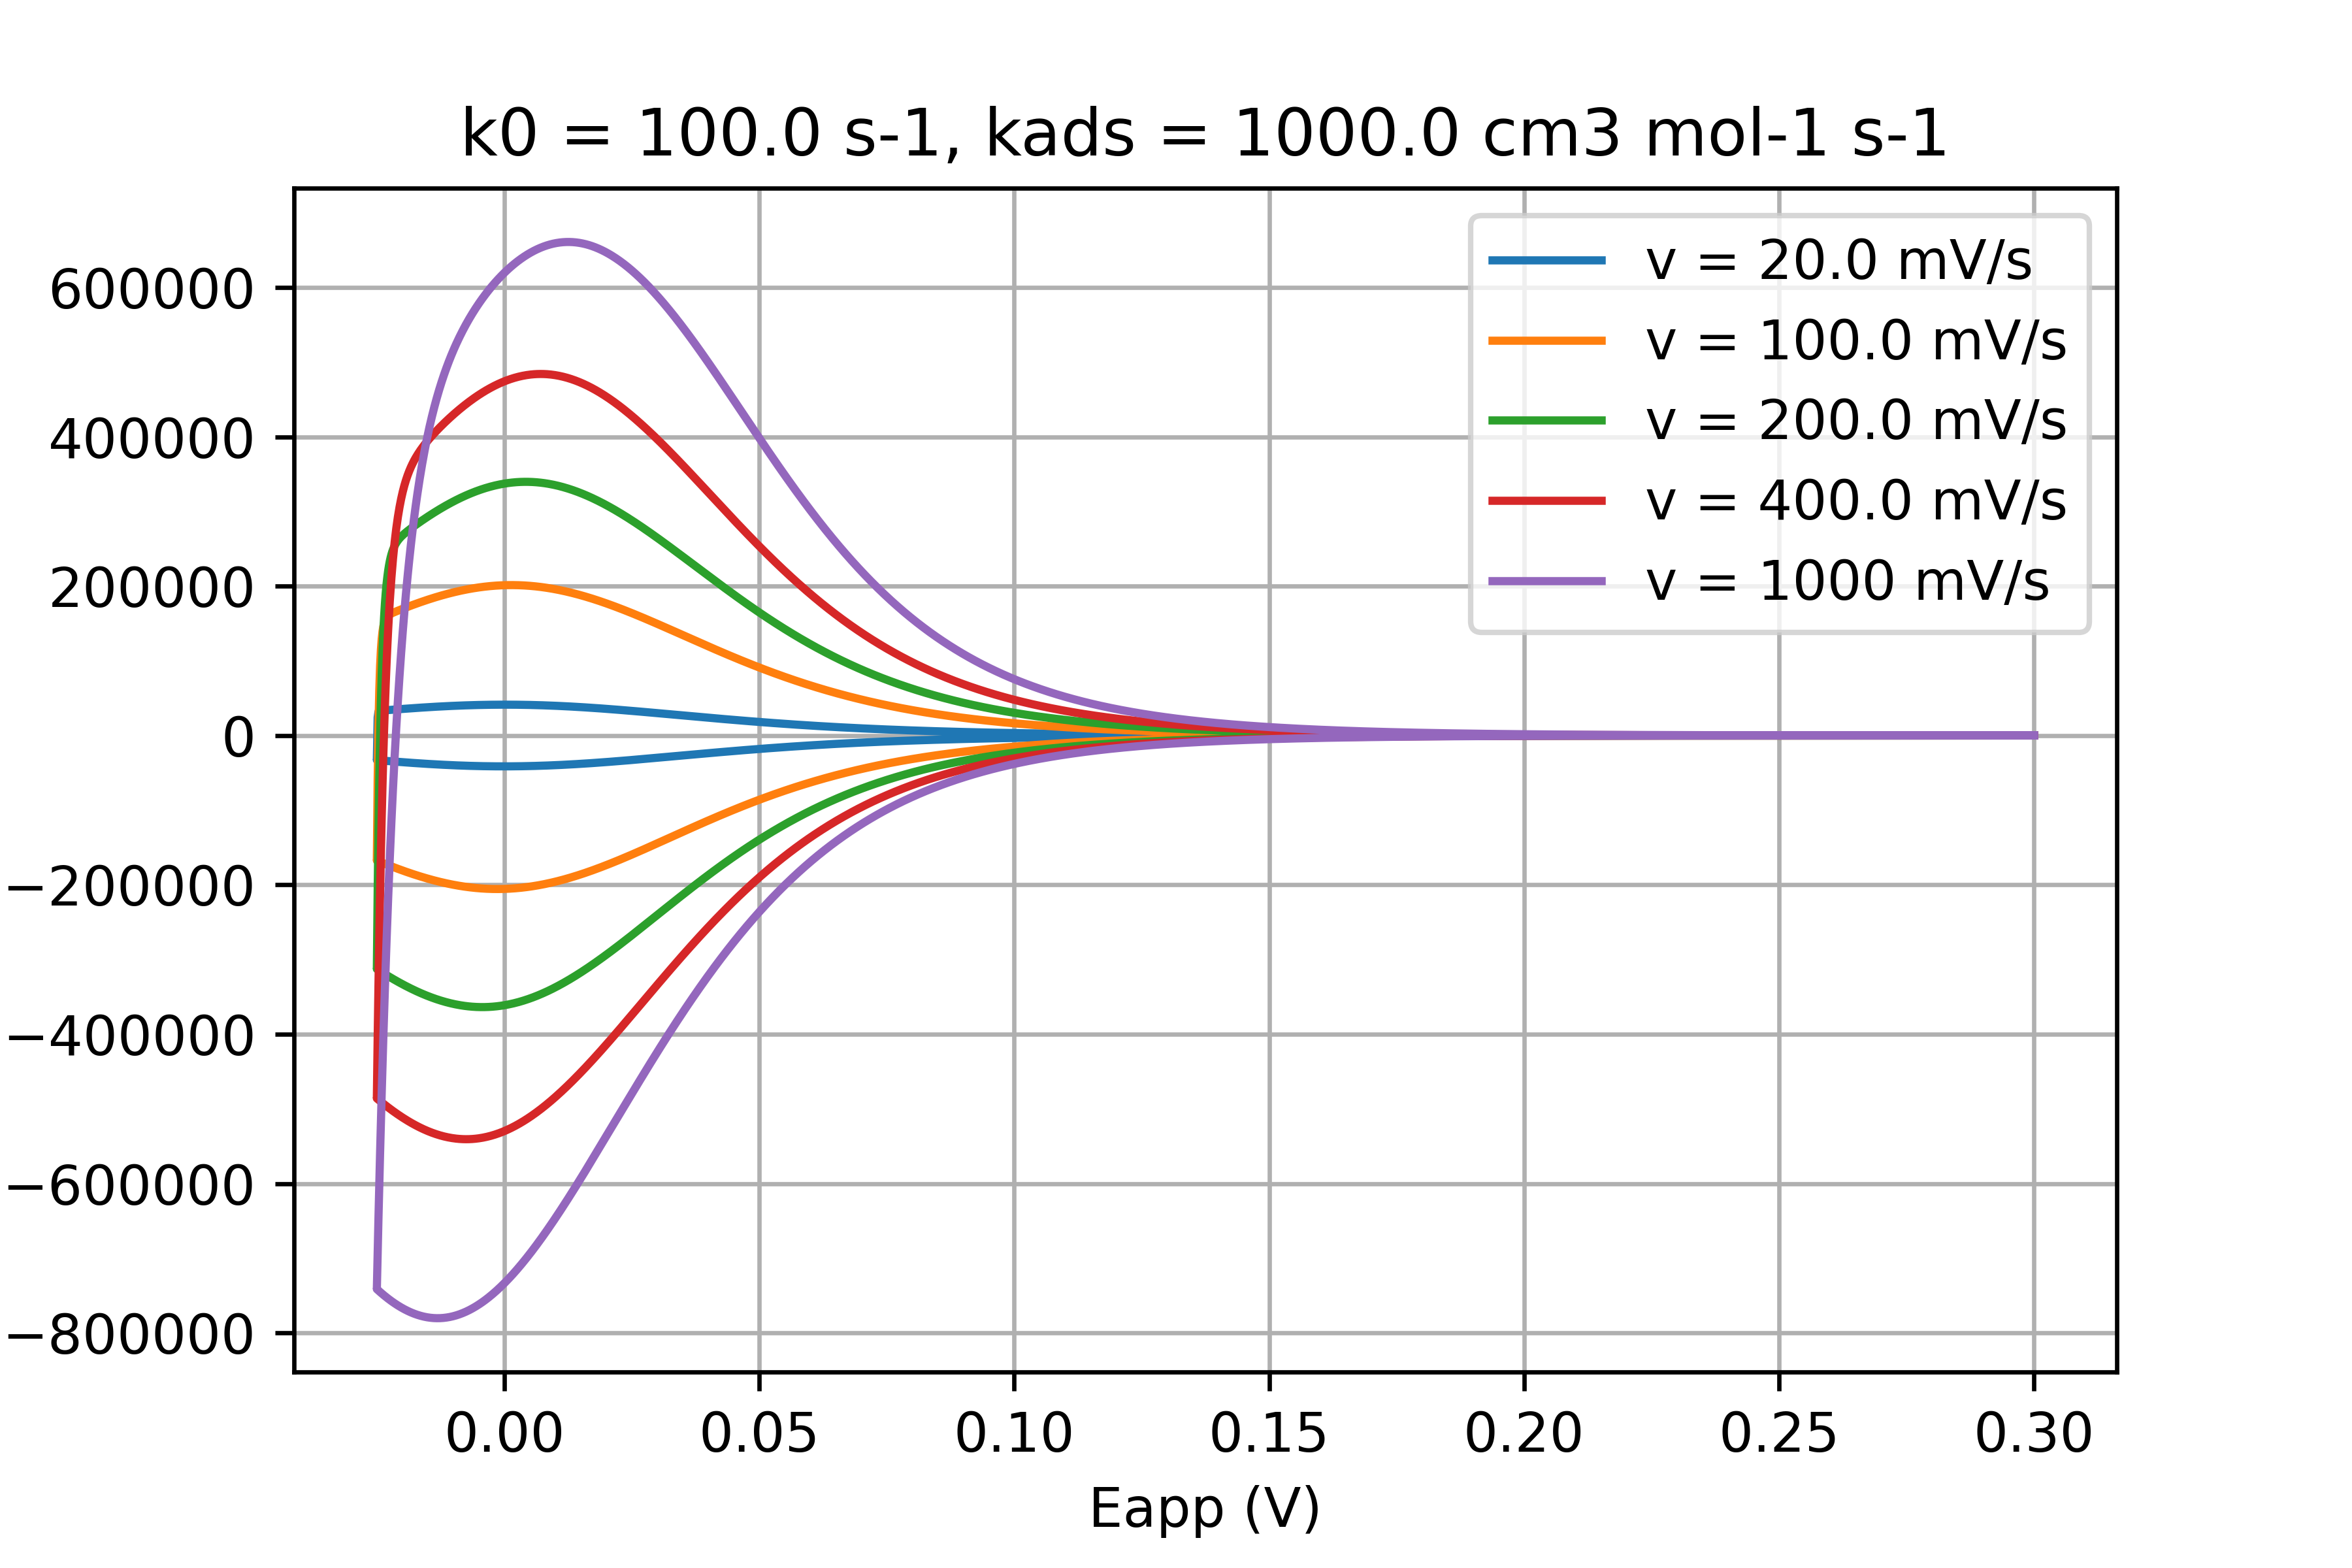 k0 = 100.0 s-1, kads = 1000.0 cm3 mol-1 s-1
v = 20.0 mV/s
v = 100.0 mV/s
v = 200.0 mV/s
v = 400.0 mV/s
v = 1000 mV/s
600000
400000
200000
0
−200000
−400000
−600000
−800000
0.00 0.05 0.10 0.15 0.20 0.25 0.30
Eapp (V)